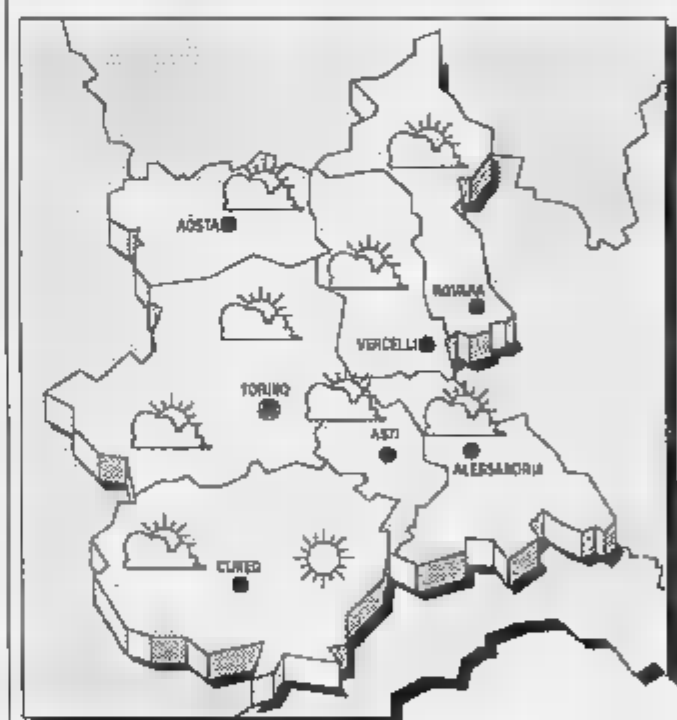 AOSTA
NOVARA
VERCELLI
TORINO
ASTI
ALESSANDRIA
CUNEO